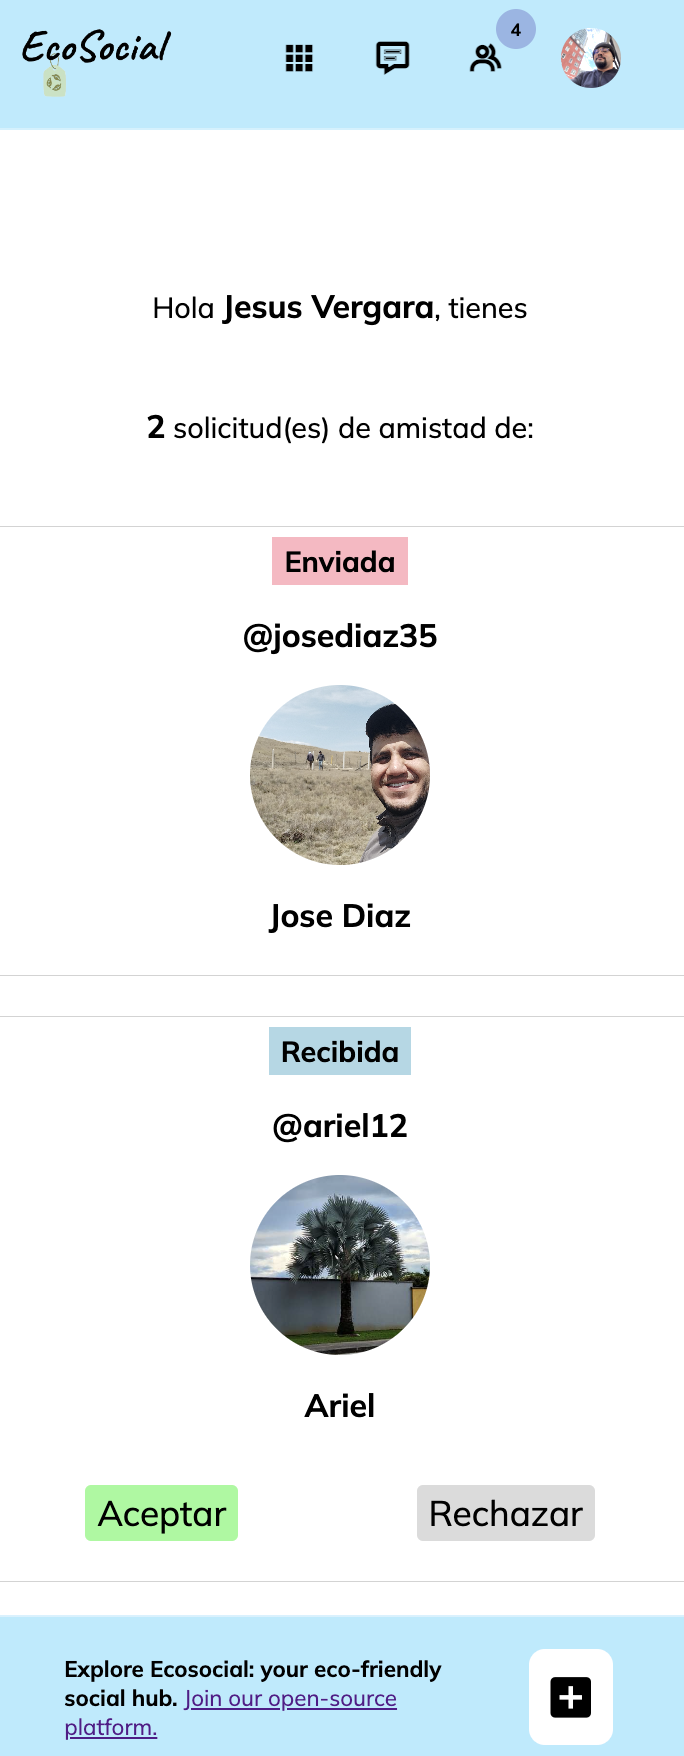 EcoSocial
4
Hola Jesus Vergara, tienes
2 solicitud(es) de amistad de:
Enviada
@josediaz35
Jose Diaz
Recibida
@ariel12
Ariel
Aceptar
Rechazar
Explore Ecosocial: your eco-friendly
social hub. Join our open-source
platform.